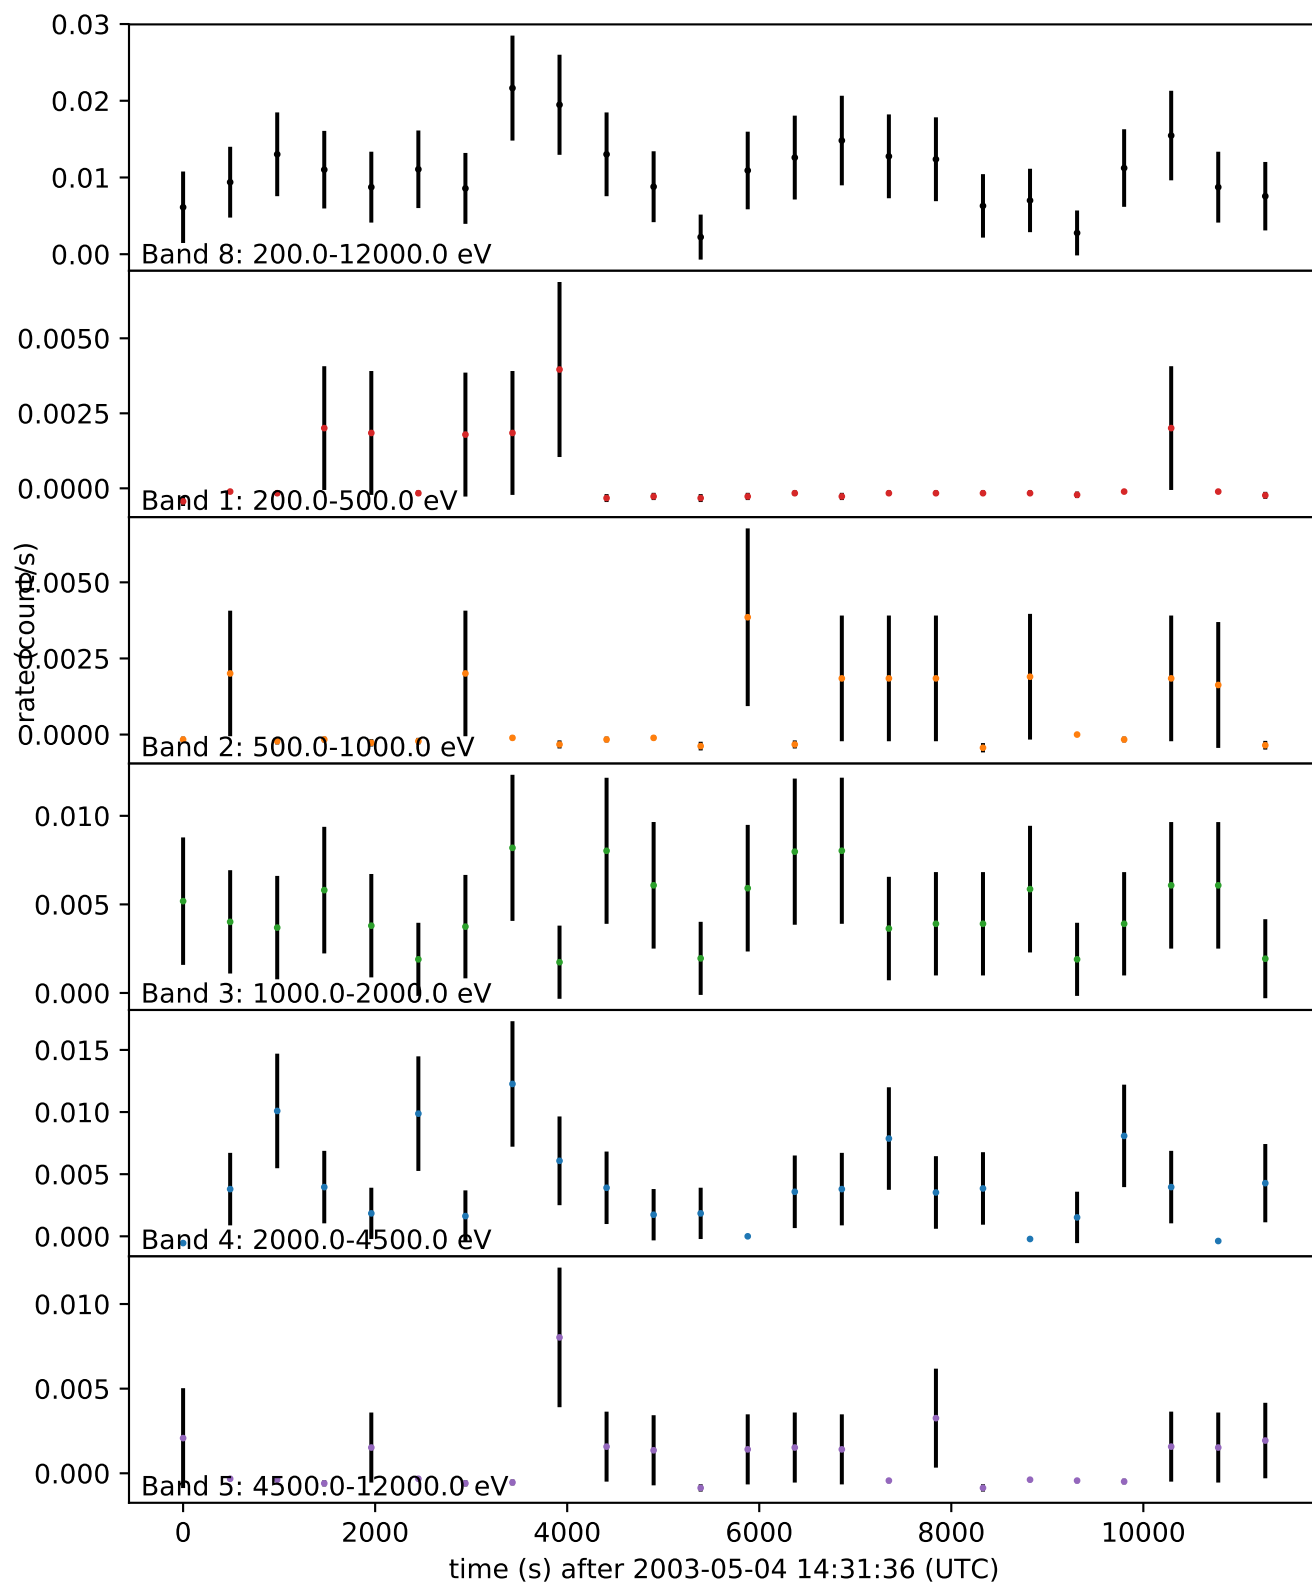 0.03
0.02
0.01
0.00
Band 8: 200.0-12000.0 eV
0.0050
0.0025
0.0000
Band 1: 200.0-500.0 eV
0.0050
0.0025
0.0000
Band 2: 500.0-1000.0 eV
orate (count/s)
0.010
0.005
0.000
Band 3: 1000.0-2000.0 eV
0.015
0.010
0.005
0.000
Band 4: 2000.0-4500.0 eV
0.010
0.005
0.000
Band 5: 4500.0-12000.0 eV
0 2000 4000 6000 8000 10000
time (s) after 2003-05-04 14:31:36 (UTC)